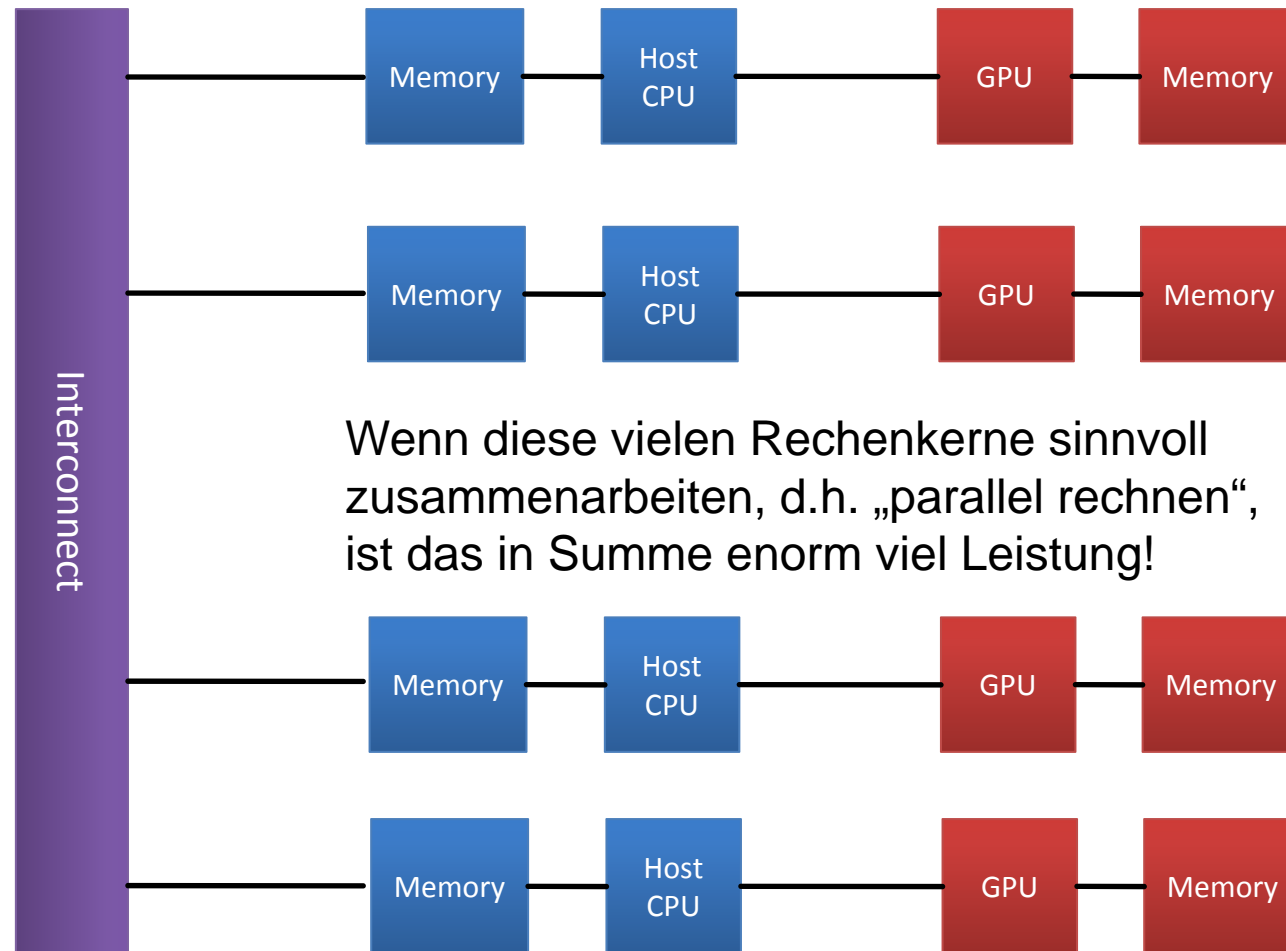 Interconnect
Memory
Host
CPU
GPU
Memory
Memory
Host
CPU
GPU
Memory
Wenn diese vielen Rechenkerne sinnvoll
zusammenarbeiten, d.h. „parallel rechnen“,
ist das in Summe enorm viel Leistung!
Memory
Host
CPU
GPU
Memory
Memory
Host
CPU
GPU
Memory